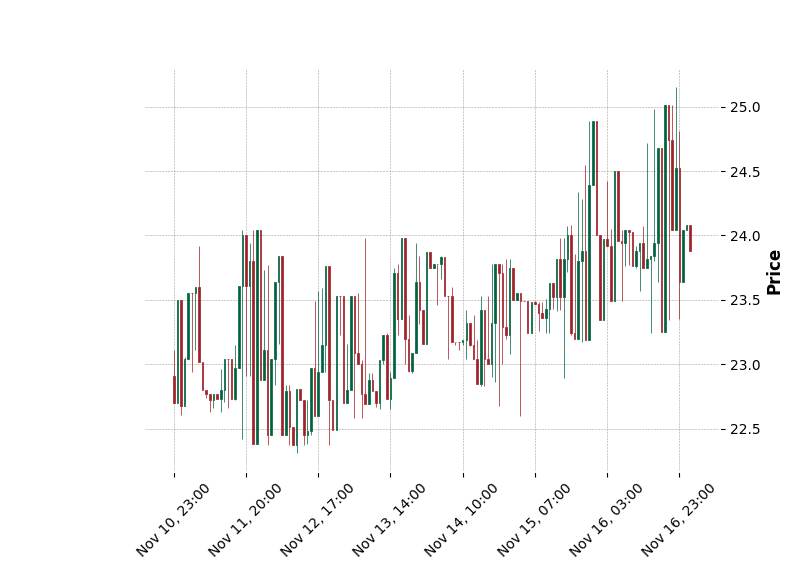 25.0
24.5
24.0
23.5
23.0
22.5
Price
Nov 10, 23:00
Nov 11, 20:00
Nov 12, 17:00
Nov 13, 14:00
Nov 14, 10:00
Nov 15, 07:00
Nov 16, 03:00
Nov 16, 23:00